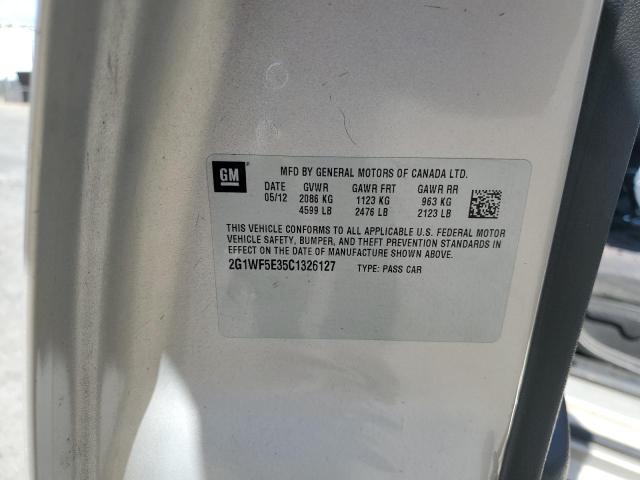 GM
MFD BY GENERAL MOTORS OF CANADA LTD.
DATE GVWR GAWR FRT GAWR RR
05/12 2086 KG 1123 KG 963 KG
4599 LB 2476 LB 2123 LB
THIS VEHICLE CONFORMS TO ALL APPLICABLE U.S. FEDERAL MOTOR
VEHICLE SAFETY, BUMPER, AND THEFT PREVENTION STANDARDS IN
EFFECT ON THE DATE OF MANUFACTURE SHOWN ABOVE.
2G1WF5E35C1326127 TYPE: PASS CAR